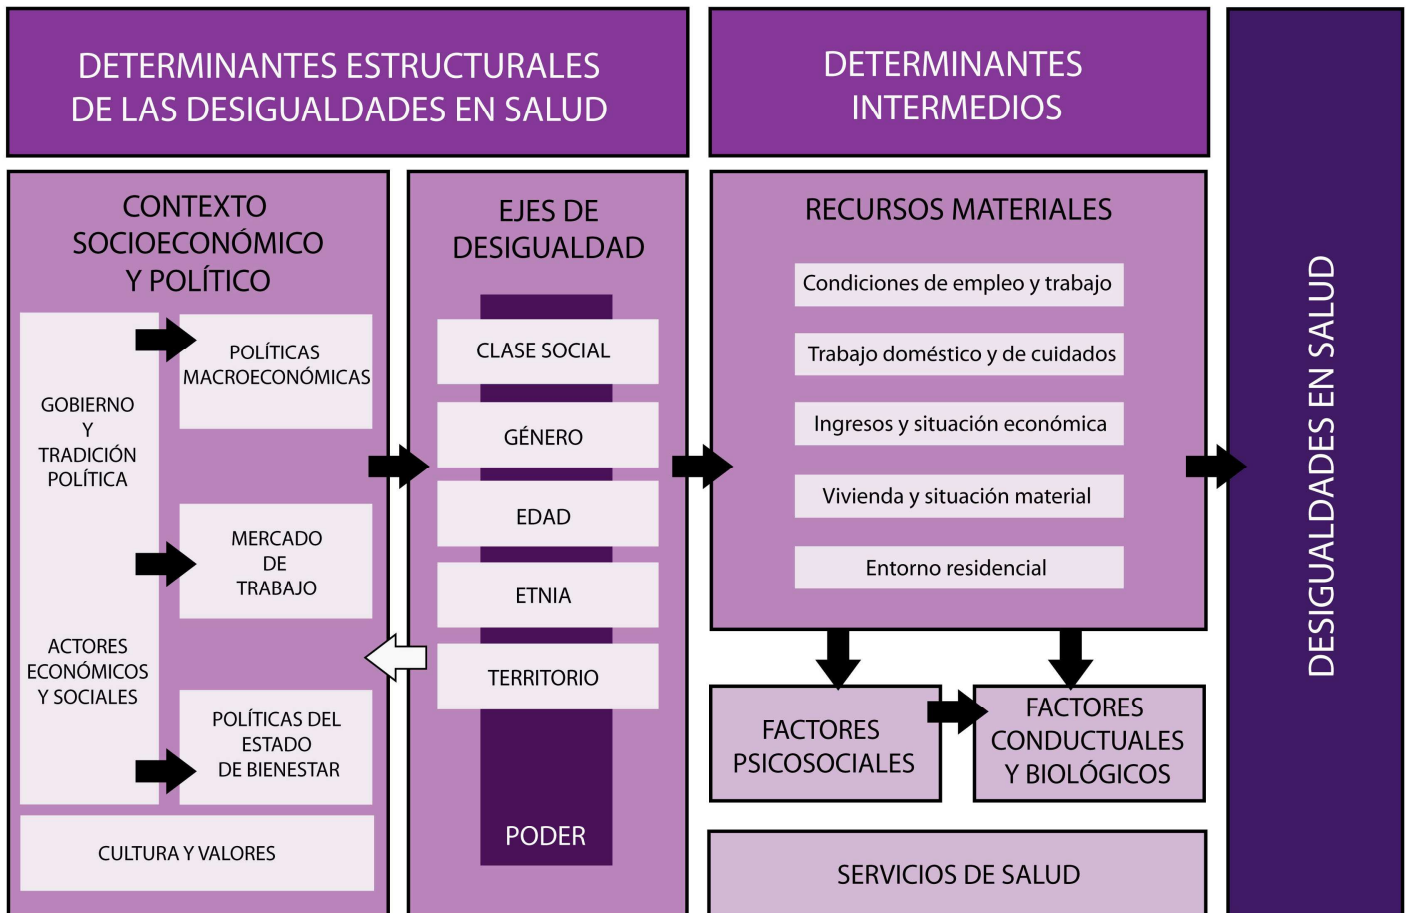 DETERMINANTES ESTRUCTURALES
DE LAS DESIGUALDADES EN SALUD
DETERMINANTES
INTERMEDIOS
CONTEXTO
SOCIOECONÓMICO
Y POLÍTICO
GOBIERNO
Y
TRADICIÓN
POLÍTICA
ACTORES
ECONÓMICOS
Y SOCIALES
POLÍTICAS
MACROECONÓMICAS
MERCADO
DE
TRABAJO
POLÍTICAS DEL
ESTADO
DE BIENESTAR
CULTURA Y VALORES
EJES DE
DESIGUALDAD
CLASE SOCIAL
GÉNERO
EDAD
ETNIA
TERRITORIO
PODER
RECURSOS MATERIALES
Condiciones de empleo y trabajo
Trabajo doméstico y de cuidados
Ingresos y situación económica
Vivienda y situación material
Entorno residencial
FACTORES
PSICOSOCIALES
FACTORES
CONDUCTUALES
Y BIOLÓGICOS
SERVICIOS DE SALUD
DESIGUALDADES EN SALUD